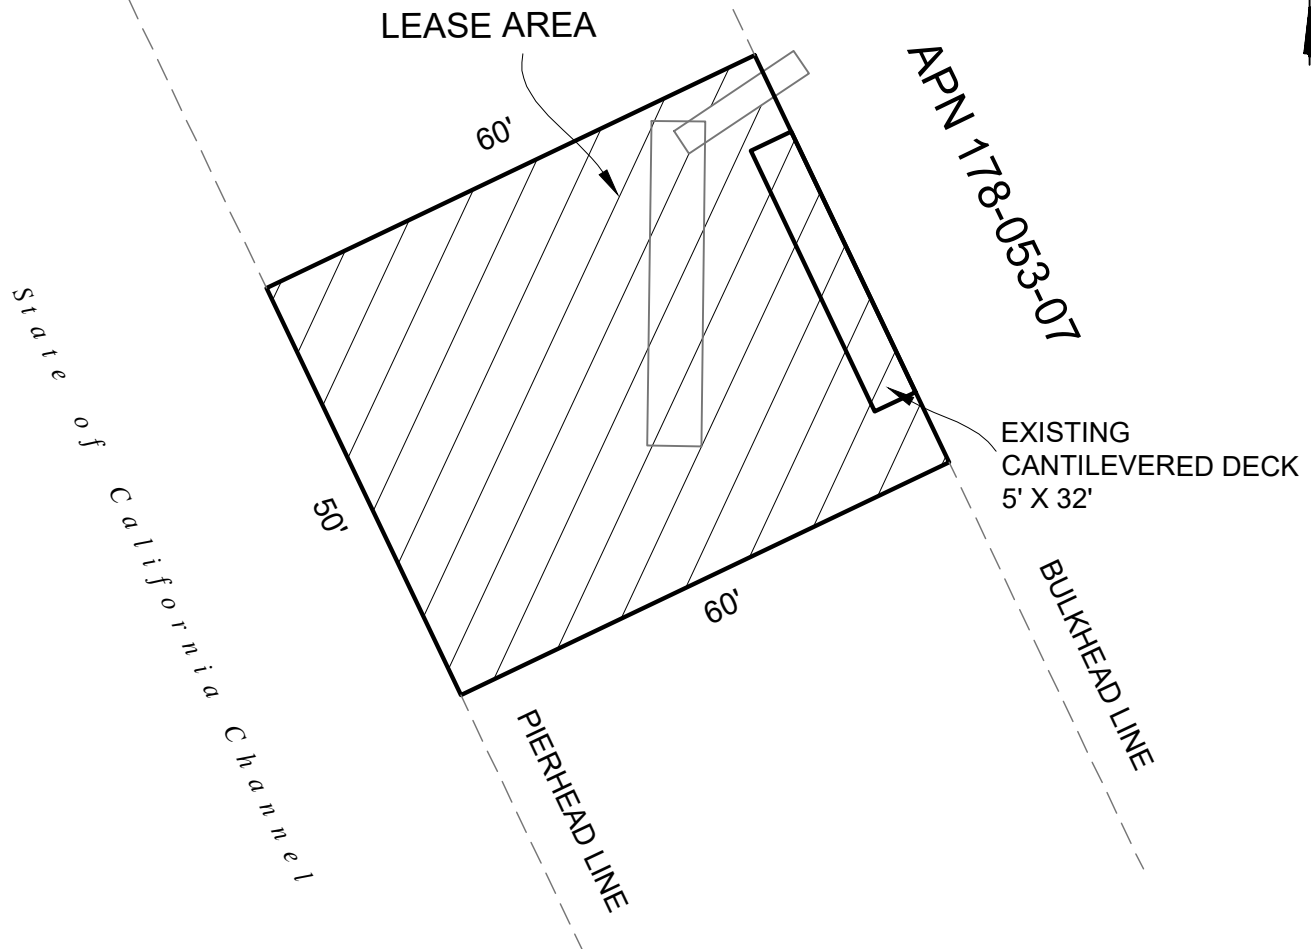 LEASE AREA
60'
APN 178-053-07
State of California Channel
50'
EXISTING
CANTILEVERED DECK
5' X 32'
60'
BULKHEAD LINE
PIERHEAD LINE